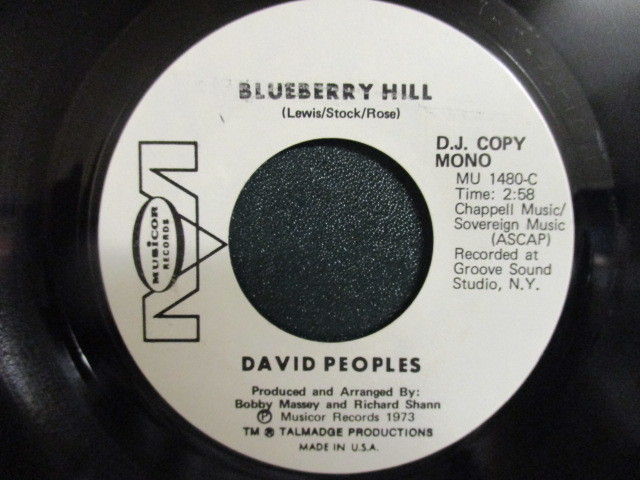 BLUEBERRY HILL
(Lewis/Stock/Rose)
D.J. COPY
MONO
MU 1480-C
Time: 2:58
Chappell Music/
Sovereign Music
(ASCAP)
Recorded at
Groove Sound
Studio, N.Y.
MUSICOR
RECORDS
DAVID PEOPLES
Produced and Arranged By:
Bobby Massey and Richard Shann
Ⓟ Musicor Records 1973
TM ® TALMADGE PRODUCTIONS
MADE IN U.S.A.